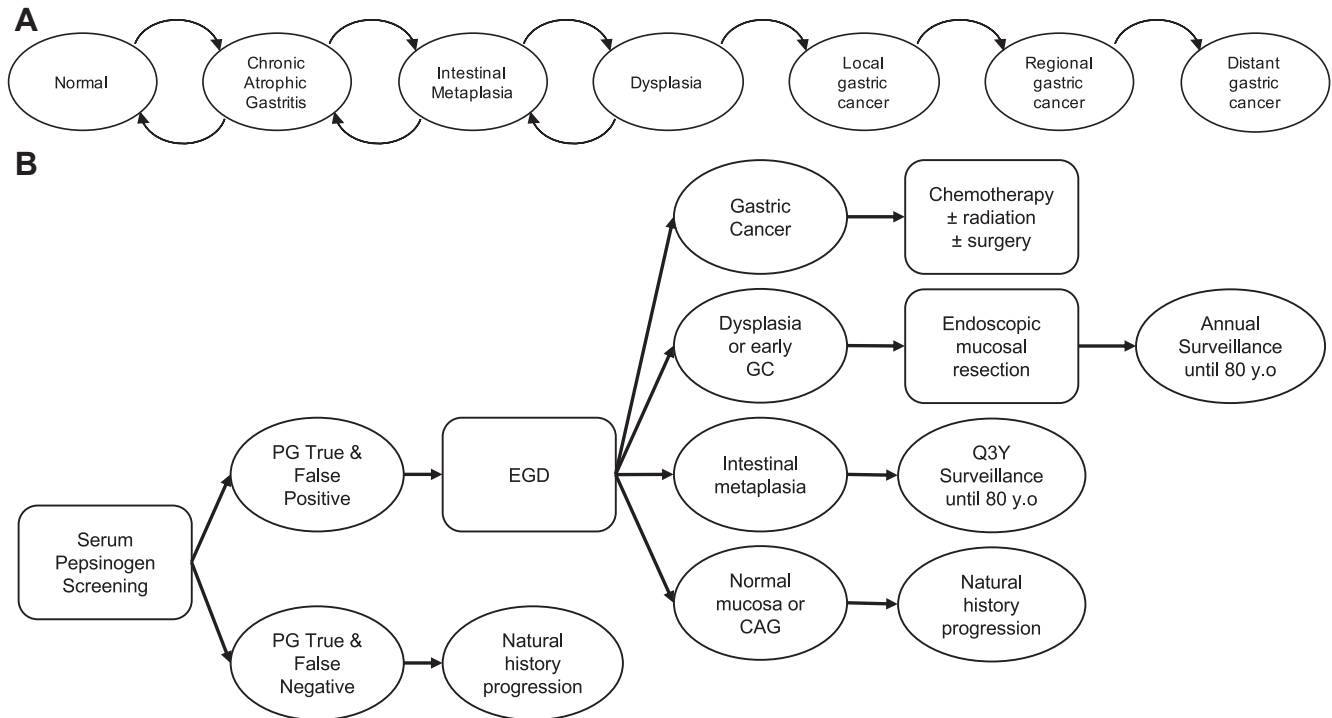 A
Normal
Chronic
Atrophic
Gastritis
Intestinal
Metaplasia
Dysplasia
Local
gastric
cancer
Regional
gastric
cancer
Distant
gastric
cancer
B
Serum
Pepsinogen
Screening
PG True &
False
Positive
EGD
Gastric
Cancer
Chemotherapy
± radiation
± surgery
Dysplasia
or early
GC
Endoscopic
mucosal
resection
Annual
Surveillance
until 80 y.o
Intestinal
metaplasia
Q3Y
Surveillance
until 80 y.o
Normal
mucosa or
CAG
Natural
history
progression
PG True &
False
Negative
Natural
history
progression